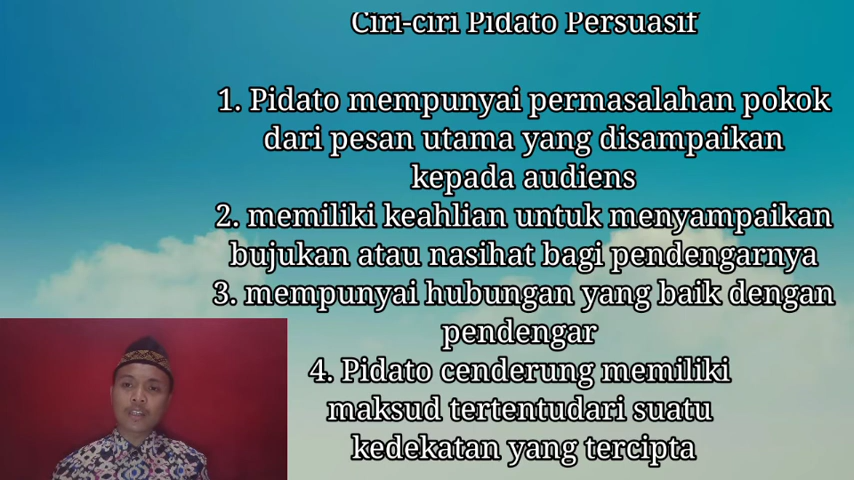 Ciri-ciri Pidato Persuasif
1. Pidato mempunyai permasalahan pokok
dari pesan utama yang disampaikan
kepada audiens
2. memiliki keahlian untuk menyampaikan
bujukan atau nasihat bagi pendengarnya
3. mempunyai hubungan yang baik dengan
pendengar
4. Pidato cenderung memiliki
maksud tertentudari suatu
kedekatan yang tercipta